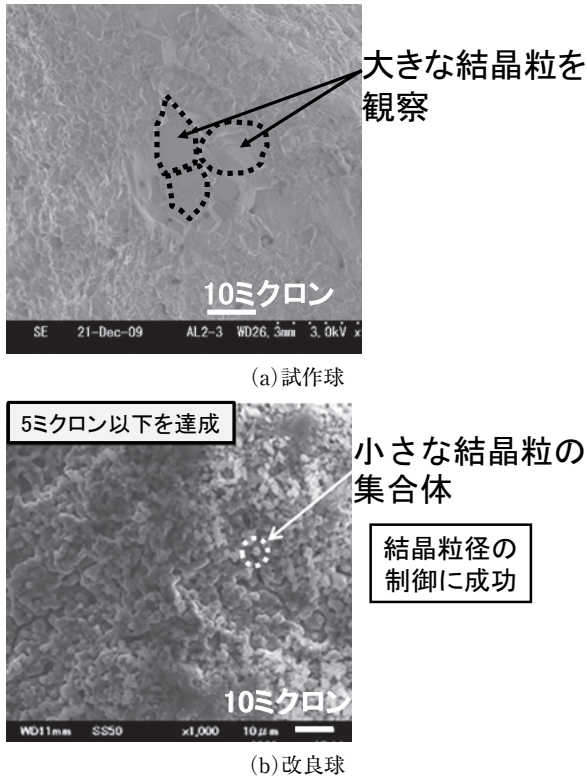 大きな結晶粒を
観察
10ミクロン
SE 21-Dec-09 AL2-3 WD26.3mm 3.0kV x
(a)試作球
5ミクロン以下を達成
小さな結晶粒の
集合体
結晶粒径の
制御に成功
10ミクロン
WD11mm SS50 x1,000 10μm
(b)改良球